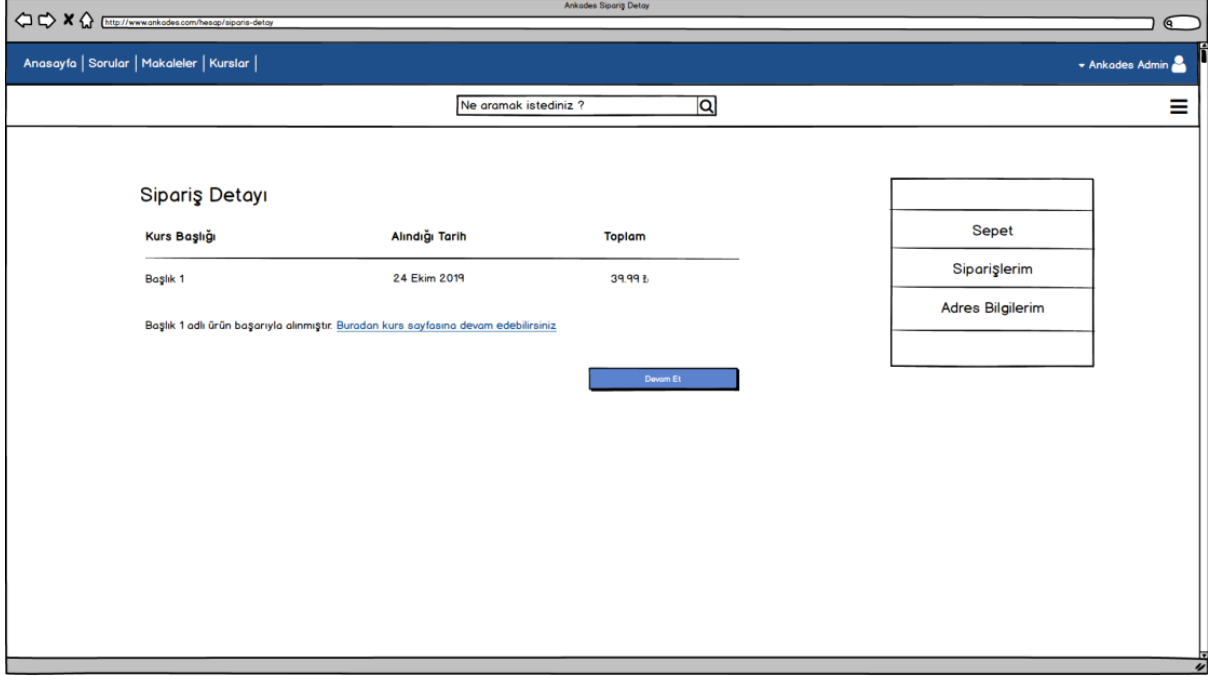 Ankades Sipariş Detay
http://www.ankades.com/hesap/siparis-detay
Anasayfa | Sorular | Makaleler | Kurslar |
Ankades Admin
Ne aramak istediniz ?
Sipariş Detayı
Kurs Başlığı Alındığı Tarih Toplam
Başlık 1 24 Ekim 2019 39.99 ₺
Başlık 1 adlı ürün başarıyla alınmıştır. Buradan kurs sayfasına devam edebilirsiniz
Devam Et
Sepet
Siparişlerim
Adres Bilgilerim